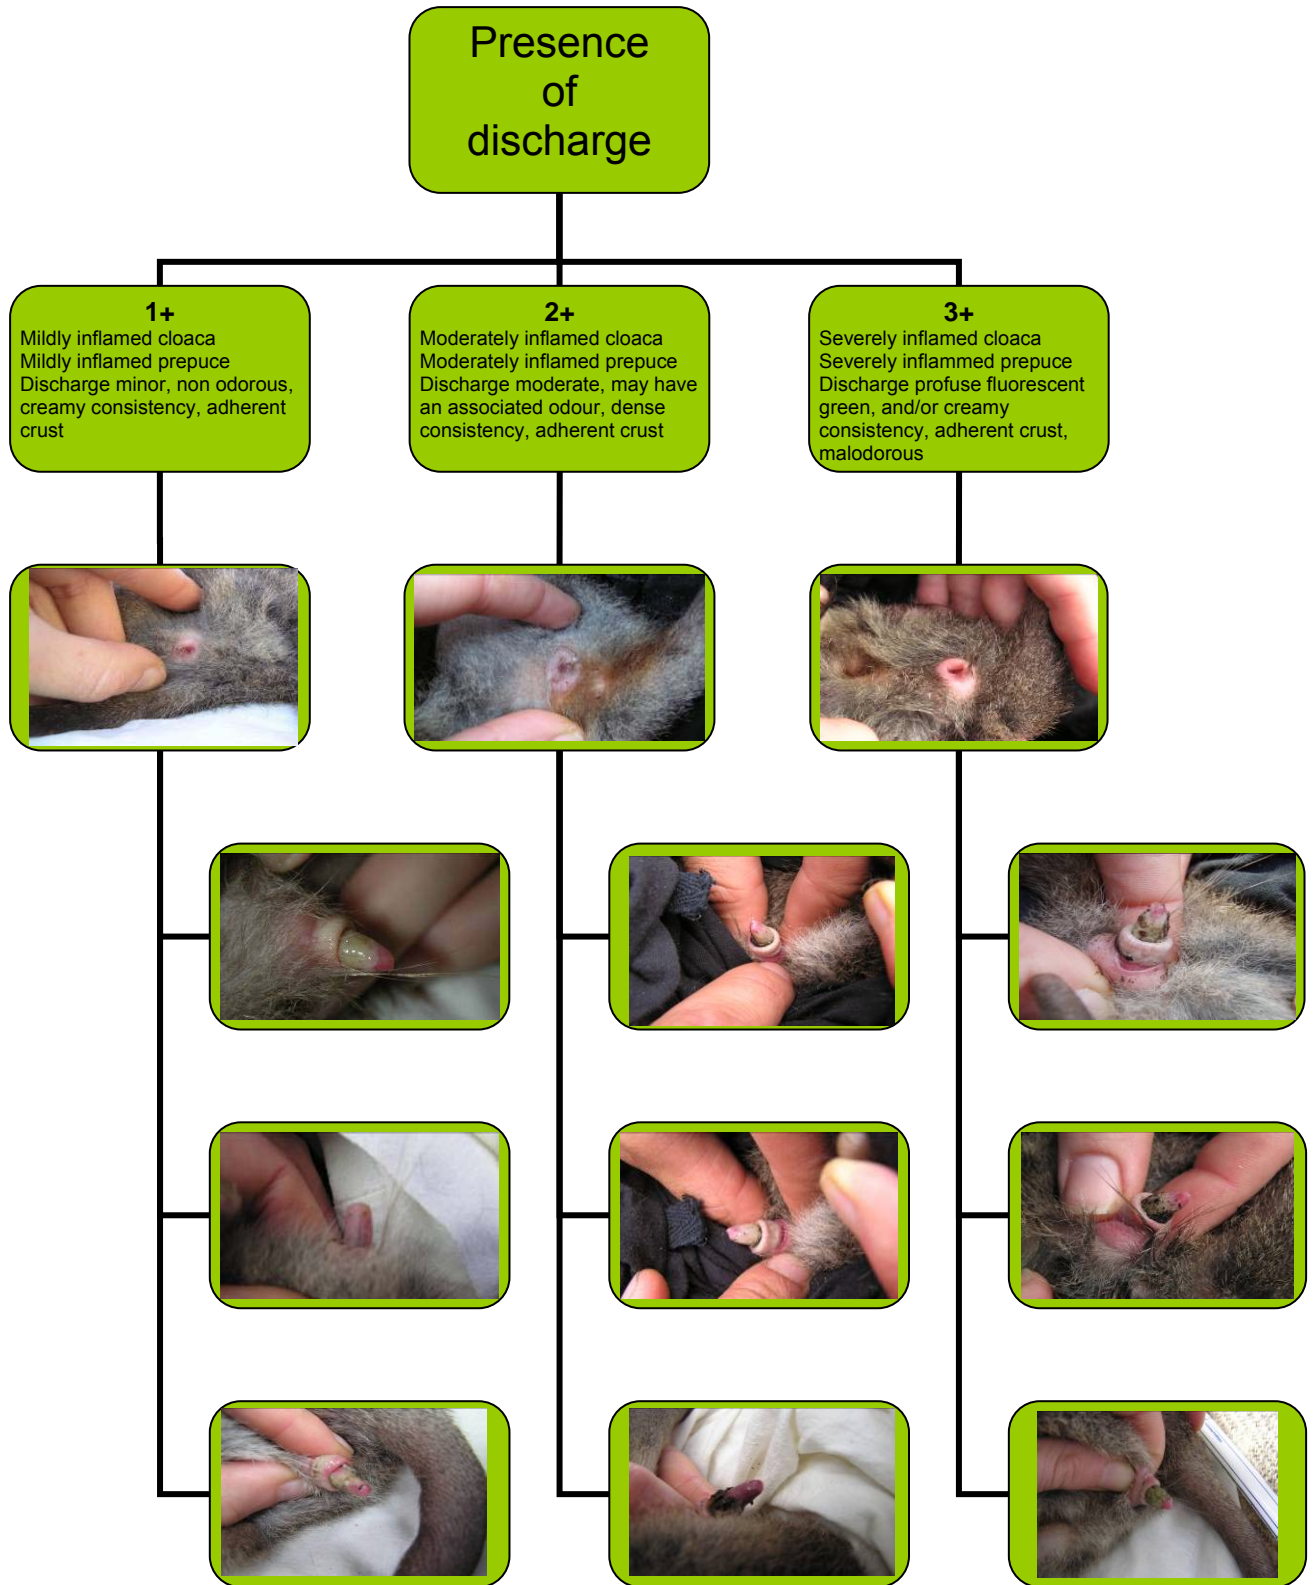 Presence
of
discharge
1+
Mildly inflamed cloaca
Mildly inflamed prepuce
Discharge minor, non odorous,
creamy consistency, adherent
crust
2+
Moderately inflamed cloaca
Moderately inflamed prepuce
Discharge moderate, may have
an associated odour, dense
consistency, adherent crust
3+
Severely inflamed cloaca
Severely inflammed prepuce
Discharge profuse fluorescent
green, and/or creamy
consistency, adherent crust,
malodorous